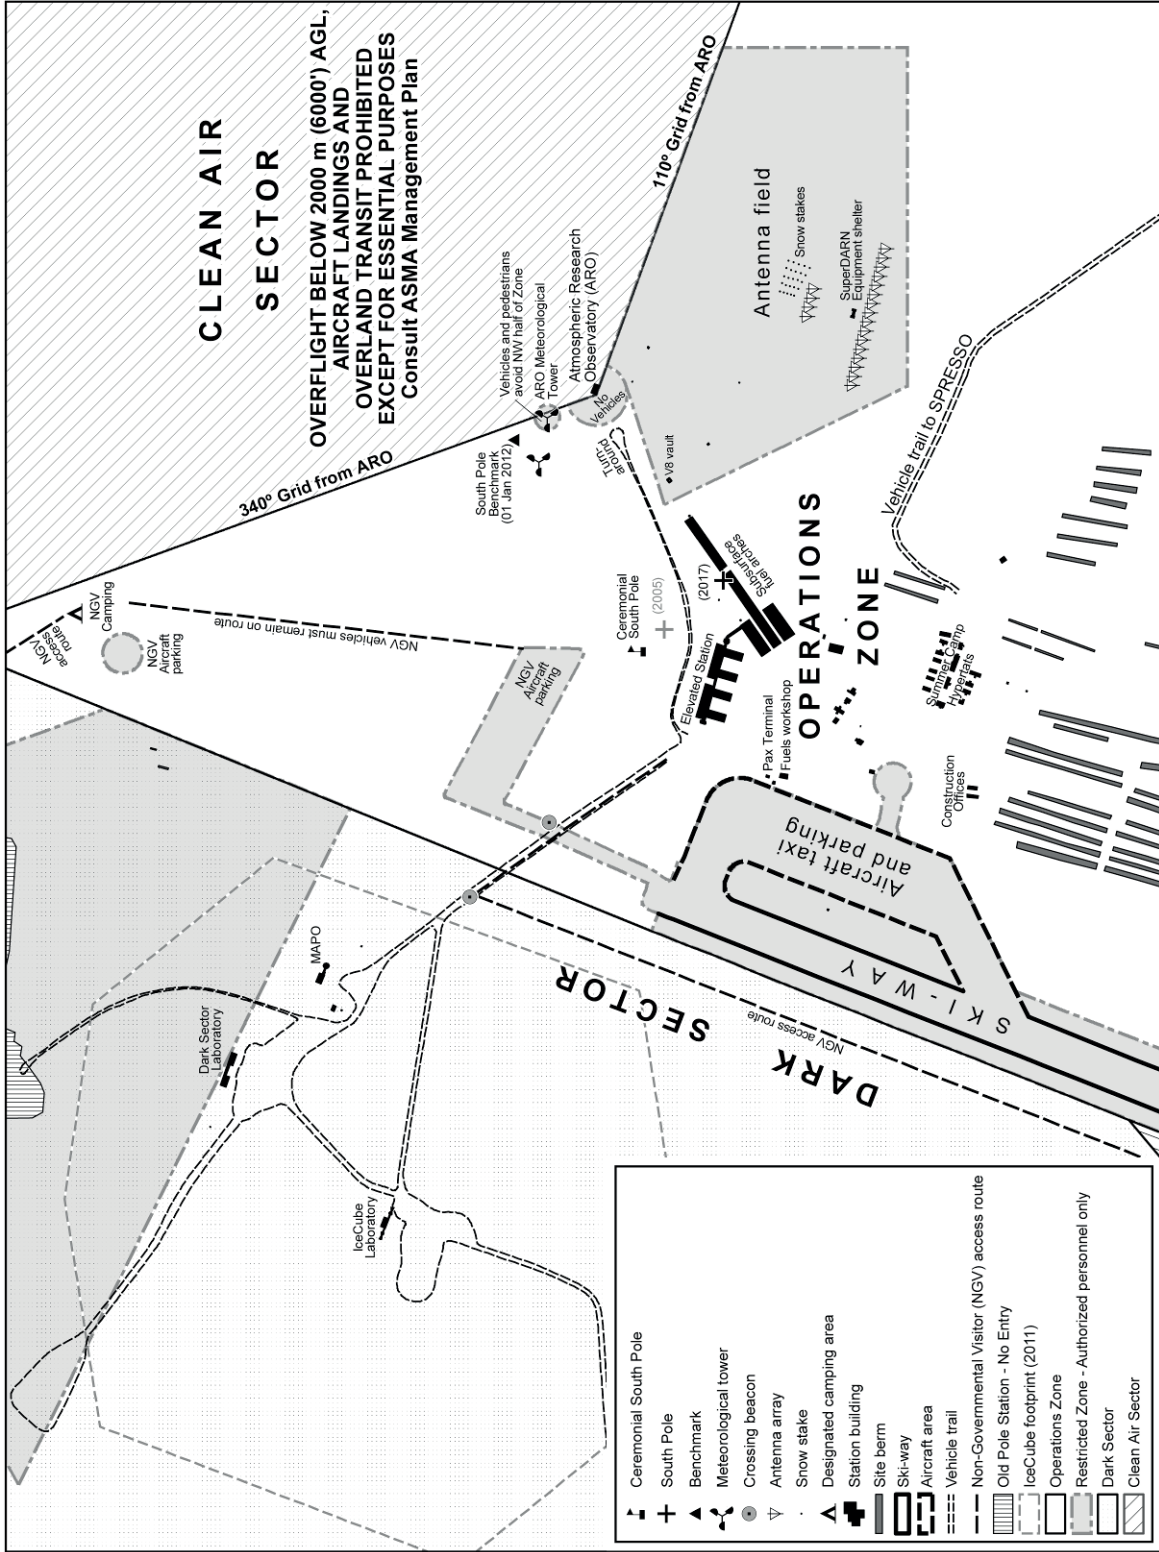 CLEAN AIR
SECTOR
OVERFLIGHT BELOW 2000 m (6000') AGL,
AIRCRAFT LANDINGS AND
OVERLAND TRANSIT PROHIBITED
EXCEPT FOR ESSENTIAL PURPOSES
Consult ASMA Management Plan
340º Grid from ARO
110º Grid from ARO
NGV
access
route
NGV
Camping
NGV
Aircraft
parking
NGV vehicles must remain on route
NGV
Aircraft
parking
South Pole
Benchmark
(01 Jan 2012)
Vehicles and pedestrians
avoid NW half of Zone
ARO Meteorological
Tower
Atmospheric Research
Observatory (ARO)
No
Vehicles
Turn-
around
Ceremonial
South Pole
(2005)
(2017)
V8 vault
Antenna field
Snow stakes
SuperDARN
Equipment shelter
Elevated Station
Subsurface
fuel arches
OPERATIONS
ZONE
Vehicle trail to SPRESSO
Pax Terminal
Fuels workshop
Summer Camp
Hypertats
Construction
Offices
Aircraft taxi
and parking
SKI-WAY
MAPO
Dark Sector
Laboratory
IceCube
Laboratory
DARK SECTOR
NGV access route
Ceremonial South Pole
South Pole
Benchmark
Meteorological tower
Crossing beacon
Antenna array
Snow stake
Designated camping area
Station building
Site berm
Ski-way
Aircraft area
Vehicle trail
Non-Governmental Visitor (NGV) access route
Old Pole Station - No Entry
IceCube footprint (2011)
Operations Zone
Restricted Zone - Authorized personnel only
Dark Sector
Clean Air Sector